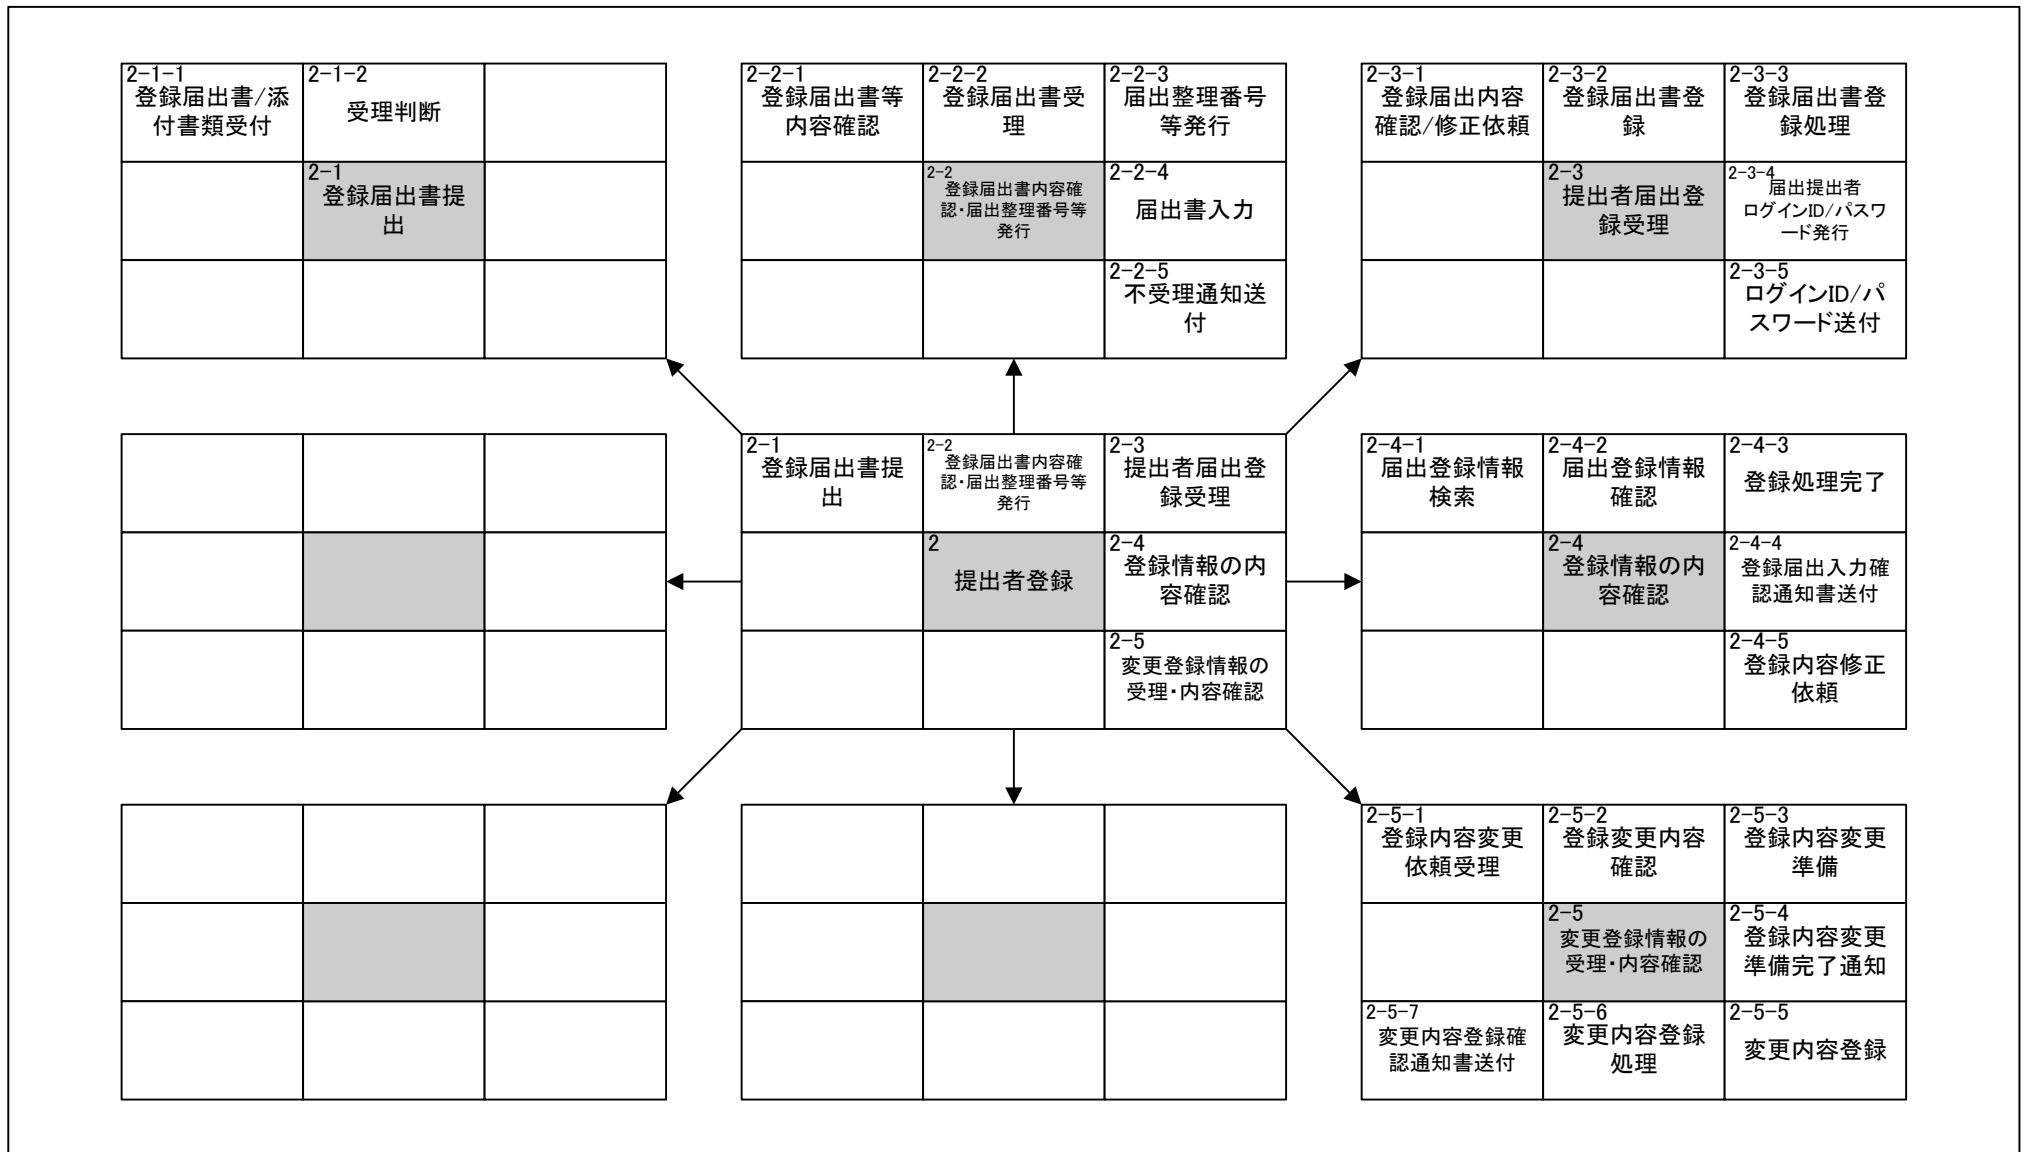 2-1-1
登録届出書/添
付書類受付
2-1-2
受理判断
2-1
登録届出書提
出
2-2-1
登録届出書等
内容確認
2-2-2
登録届出書受
理
2-2-3
届出整理番号
等発行
2-2
登録届出書内容確
認・届出整理番号等
発行
2-2-4
届出書入力
2-2-5
不受理通知送
付
2-3-1
登録届出内容
確認/修正依頼
2-3-2
登録届出書登
録
2-3-3
登録届出書登
録処理
2-3
提出者届出登
録受理
2-3-4
届出提出者
ログインID/パスワ
ード発行
2-3-5
ログインID/パ
スワード送付
2-1
登録届出書提
出
2-2
登録届出書内容確
認・届出整理番号等
発行
2-3
提出者届出登
録受理
2
提出者登録
2-4
登録情報の内
容確認
2-5
変更登録情報の
受理・内容確認
2-4-1
届出登録情報
検索
2-4-2
届出登録情報
確認
2-4-3
登録処理完了
2-4
登録情報の内
容確認
2-4-4
登録届出入力確
認通知書送付
2-4-5
登録内容修正
依頼
2-5-1
登録内容変更
依頼受理
2-5-2
登録変更内容
確認
2-5-3
登録内容変更
準備
2-5
変更登録情報の
受理・内容確認
2-5-4
登録内容変更
準備完了通知
2-5-7
変更内容登録確
認通知書送付
2-5-6
変更内容登録
処理
2-5-5
変更内容登録